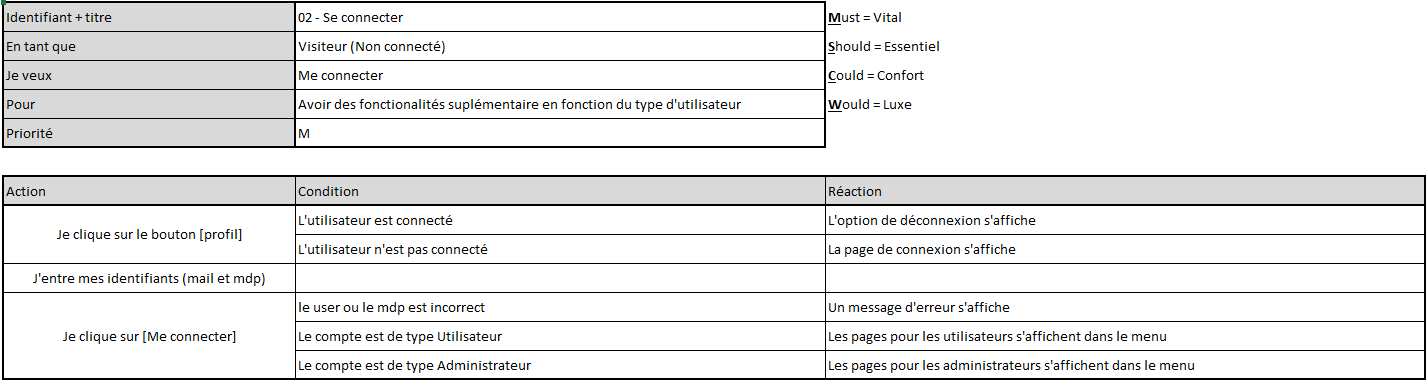 Identifiant + titre 02 - Se connecter Must = Vital
En tant que Visiteur (Non connecté) Should = Essentiel
Je veux Me connecter Could = Confort
Pour Avoir des fonctionalités suplémentaire en fonction du type d'utilisateur Would = Luxe
Priorité M
Action Condition Réaction
Je clique sur le bouton [profil]
L'utilisateur est connecté L'option de déconnexion s'affiche
L'utilisateur n'est pas connecté La page de connexion s'affiche
J'entre mes identifiants (mail et mdp)
Je clique sur [Me connecter]
le user ou le mdp est incorrect Un message d'erreur s'affiche
Le compte est de type Utilisateur Les pages pour les utilisateurs s'affichent dans le menu
Le compte est de type Administrateur Les pages pour les administrateurs s'affichent dans le menu